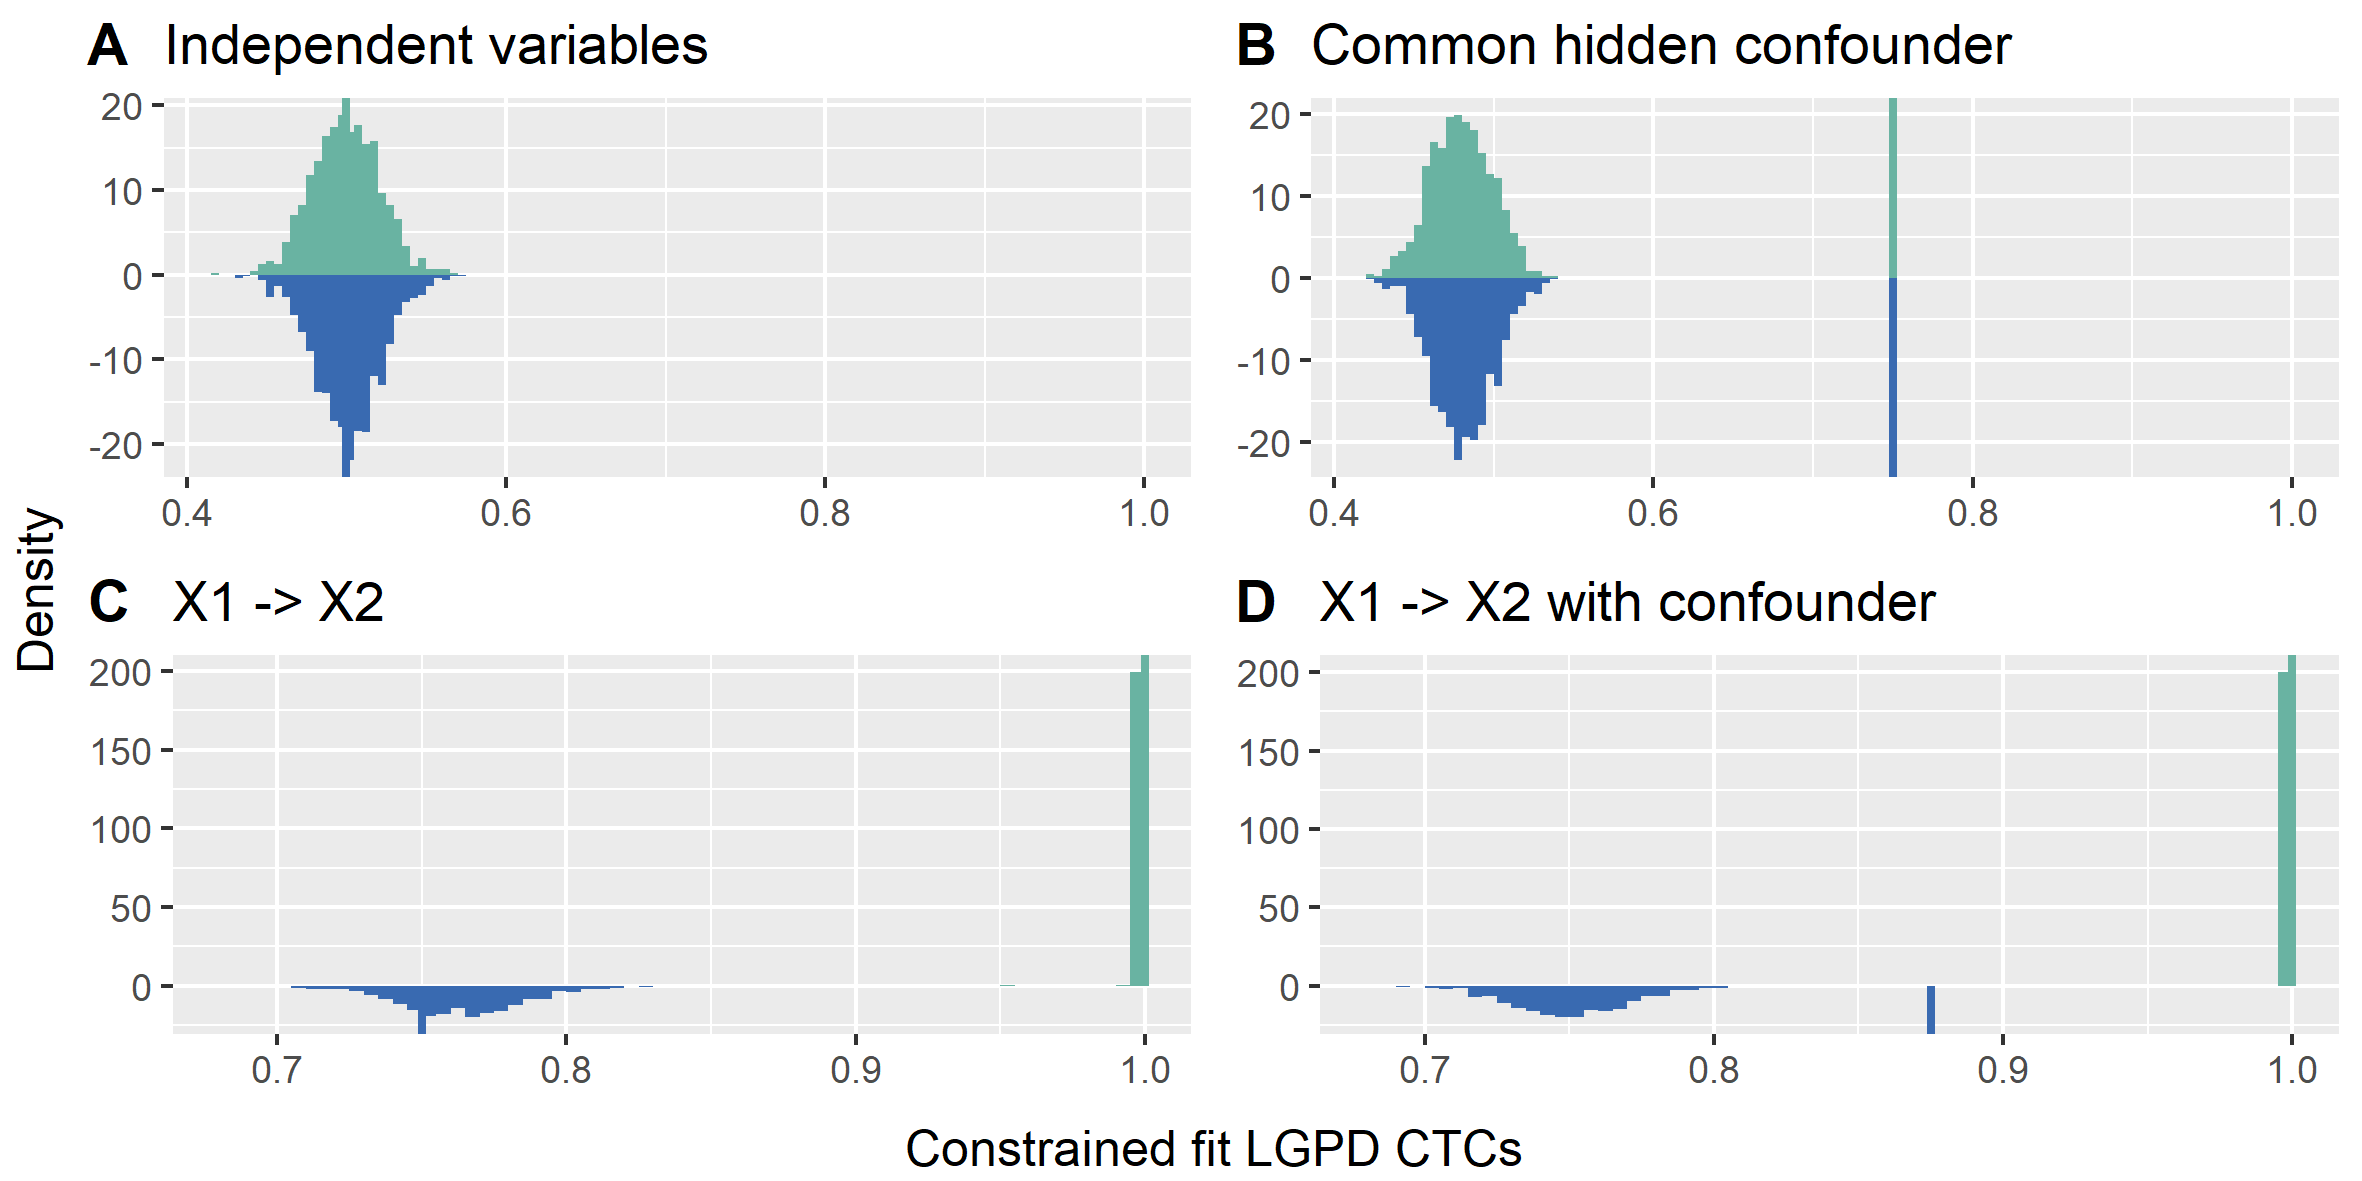 A Independent variables
20
10
0
-10
-20
0.4 0.6 0.8 1.0
B Common hidden confounder
20
10
0
-10
-20
0.4 0.6 0.8 1.0
Density
C X1 -> X2
200
150
100
50
0
0.7 0.8 0.9 1.0
D X1 -> X2 with confounder
200
150
100
50
0
0.7 0.8 0.9 1.0
Constrained fit LGPD CTCs